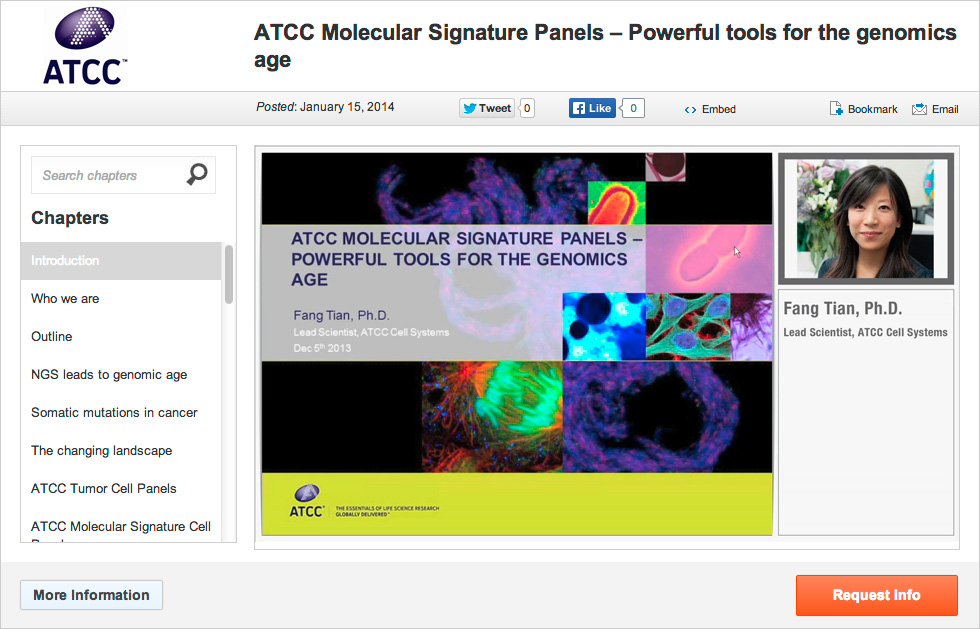 ATCC™
ATCC Molecular Signature Panels – Powerful tools for the genomics
age
Posted: January 15, 2014
Tweet
0
Like
0
Embed
Bookmark
Email
Search chapters
Chapters
Introduction
Who we are
Outline
NGS leads to genomic age
Somatic mutations in cancer
The changing landscape
ATCC Tumor Cell Panels
ATCC Molecular Signature Cell
ATCC MOLECULAR SIGNATURE PANELS –
POWERFUL TOOLS FOR THE GENOMICS
AGE
Fang Tian, Ph.D.
Lead Scientist, ATCC Cell Systems
Dec 5th 2013
ATCC
THE ESSENTIALS OF LIFE SCIENCE RESEARCH
GLOBALLY DELIVERED™
Fang Tian, Ph.D.
Lead Scientist, ATCC Cell Systems
More Information
Request Info